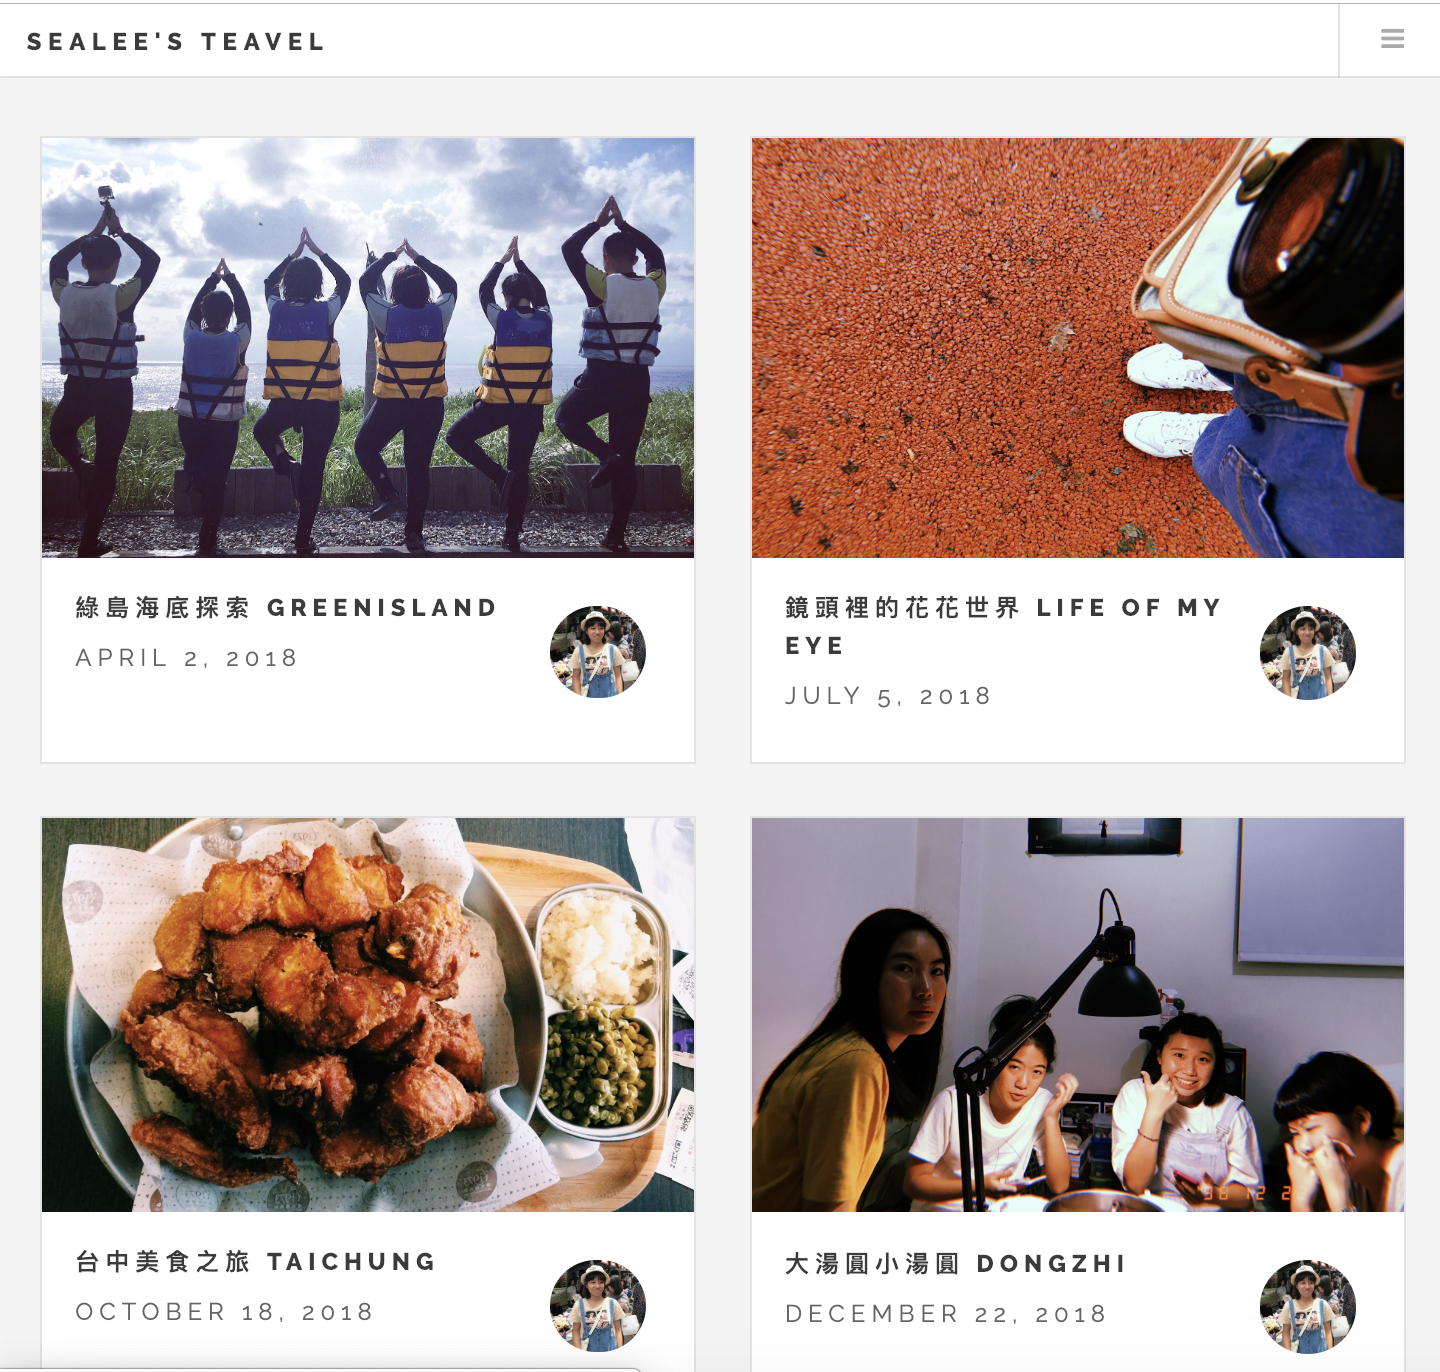 SEALEE'S TEAVEL
綠島海底探索 GREENISLAND
APRIL 2, 2018
鏡頭裡的花花世界 LIFE OF MY
EYE
JULY 5, 2018
台中美食之旅 TAICHUNG
OCTOBER 18, 2018
大湯圓小湯圓 DONGZHI
DECEMBER 22, 2018